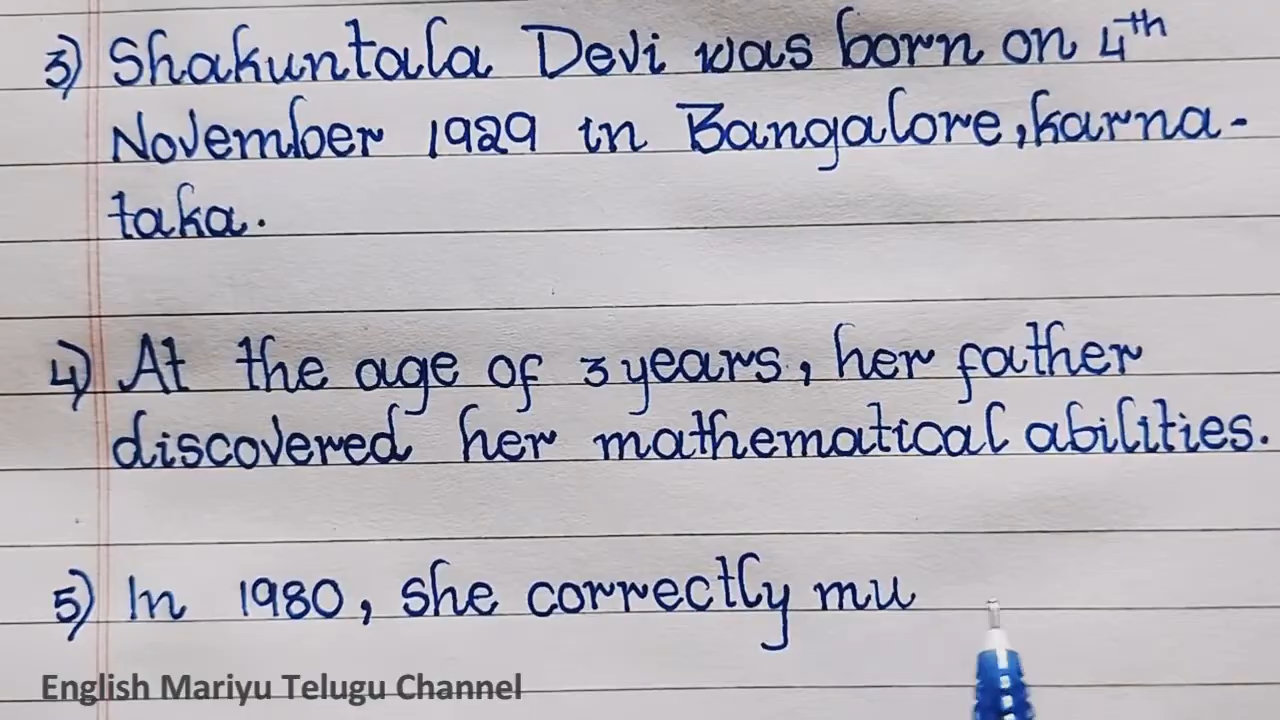 3) Shakuntala Devi was born on 4th
November 1929 in Bangalore, karna-
taka.
4) At the age of 3 years, her father
discovered her mathematical abilities.
5) In 1980, she correctly mu
English Mariyu Telugu Channel